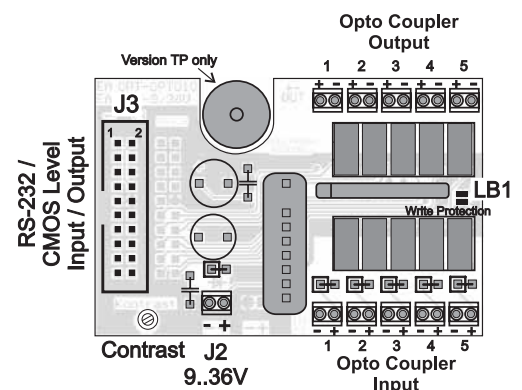 Opto Coupler
Output
Version TP only
1 2 3 4 5
+ - + - + - + - + -
J3
1 2
RS-232 /
CMOS Level
Input / Output
LB1
Write Protection
Kontrast
- +
- + - + - + - + - +
1 2 3 4 5
Contrast
J2
9..36V
Opto Coupler
Input